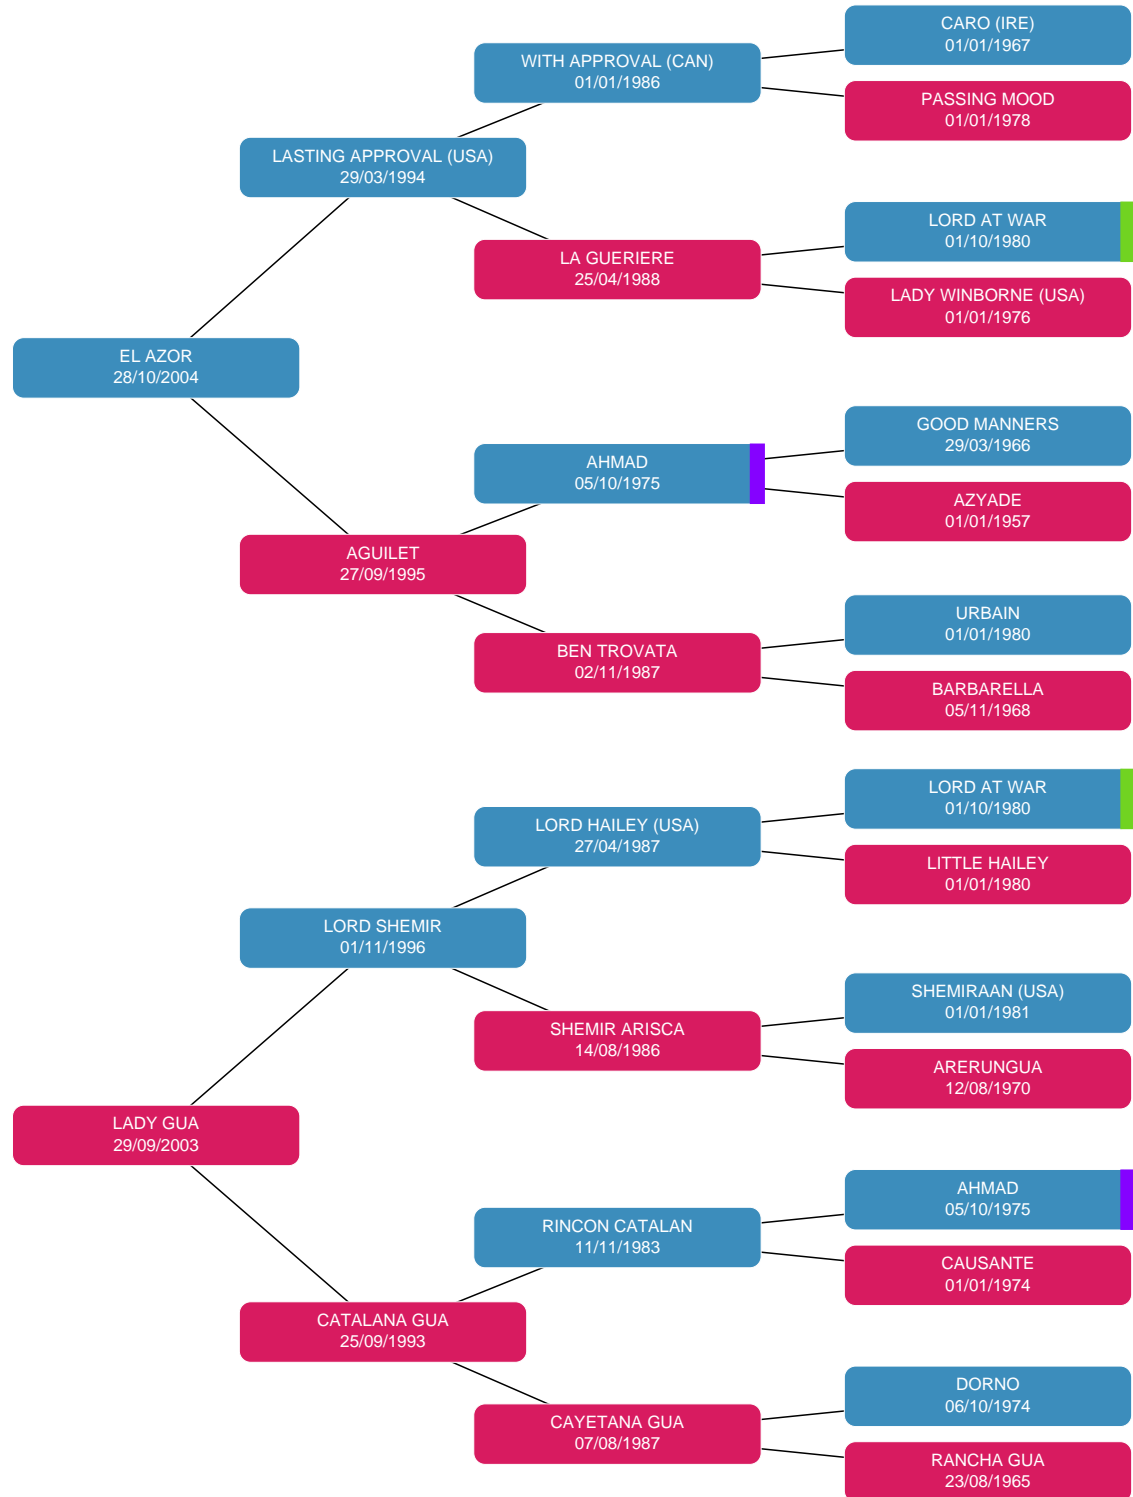 CARO (IRE)
01/01/1967
WITH APPROVAL (CAN)
01/01/1986
PASSING MOOD
01/01/1978
LASTING APPROVAL (USA)
29/03/1994
LORD AT WAR
01/10/1980
LA GUERIERE
25/04/1988
LADY WINBORNE (USA)
01/01/1976
EL AZOR
28/10/2004
GOOD MANNERS
29/03/1966
AHMAD
05/10/1975
AZYADE
01/01/1957
AGUILET
27/09/1995
URBAIN
01/01/1980
BEN TROVATA
02/11/1987
BARBARELLA
05/11/1968
LORD AT WAR
01/10/1980
LORD HAILEY (USA)
27/04/1987
LITTLE HAILEY
01/01/1980
LORD SHEMIR
01/11/1996
SHEMIRAAN (USA)
01/01/1981
SHEMIR ARISCA
14/08/1986
ARERUNGUA
12/08/1970
LADY GUA
29/09/2003
AHMAD
05/10/1975
RINCON CATALAN
11/11/1983
CAUSANTE
01/01/1974
CATALANA GUA
25/09/1993
DORNO
06/10/1974
CAYETANA GUA
07/08/1987
RANCHA GUA
23/08/1965